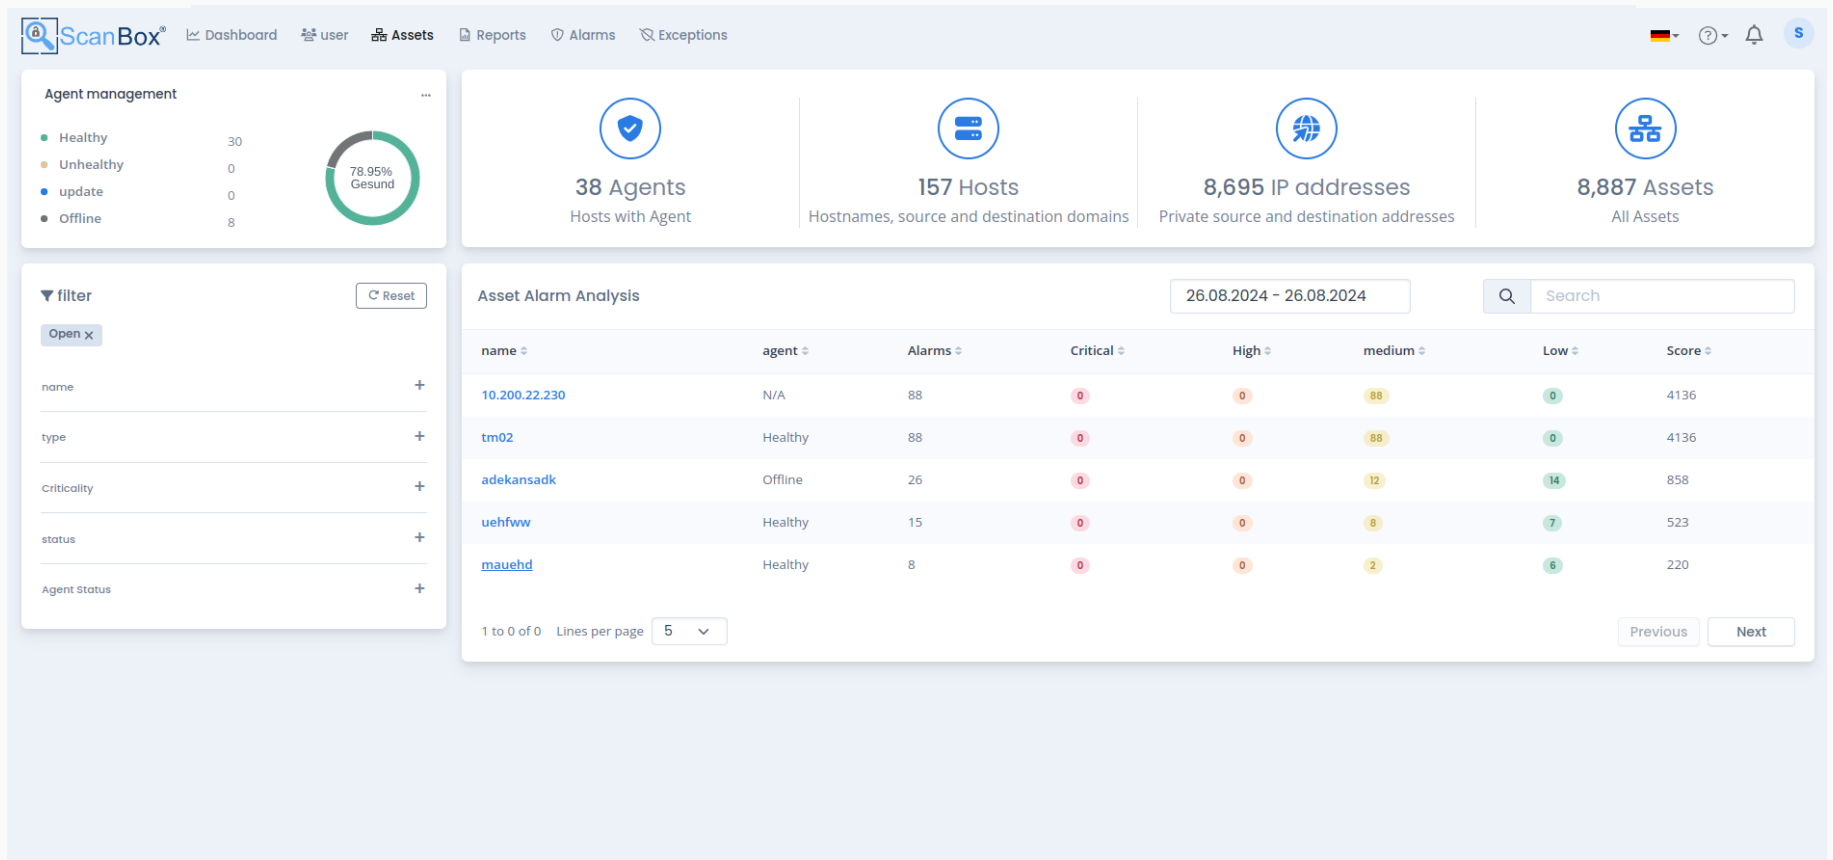 ScanBox® Dashboard user Assets Reports Alarms Exceptions ? S
Agent management ...
Healthy 30
Unhealthy 0
update 0
Offline 8
78.95%
Gesund
38 Agents
Hosts with Agent
157 Hosts
Hostnames, source and destination domains
8,695 IP addresses
Private source and destination addresses
8,887 Assets
All Assets
filter Reset
Open ×
name +
type +
Criticality +
status +
Agent Status +
Asset Alarm Analysis 26.08.2024 - 26.08.2024 Search
name agent Alarms Critical High medium Low Score
10.200.22.230 N/A 88 0 0 88 0 4136
tm02 Healthy 88 0 0 88 0 4136
adekansadk Offline 26 0 0 12 14 858
uehfww Healthy 15 0 0 8 7 523
mauehd Healthy 8 0 0 2 6 220
1 to 0 of 0 Lines per page 5 Previous Next